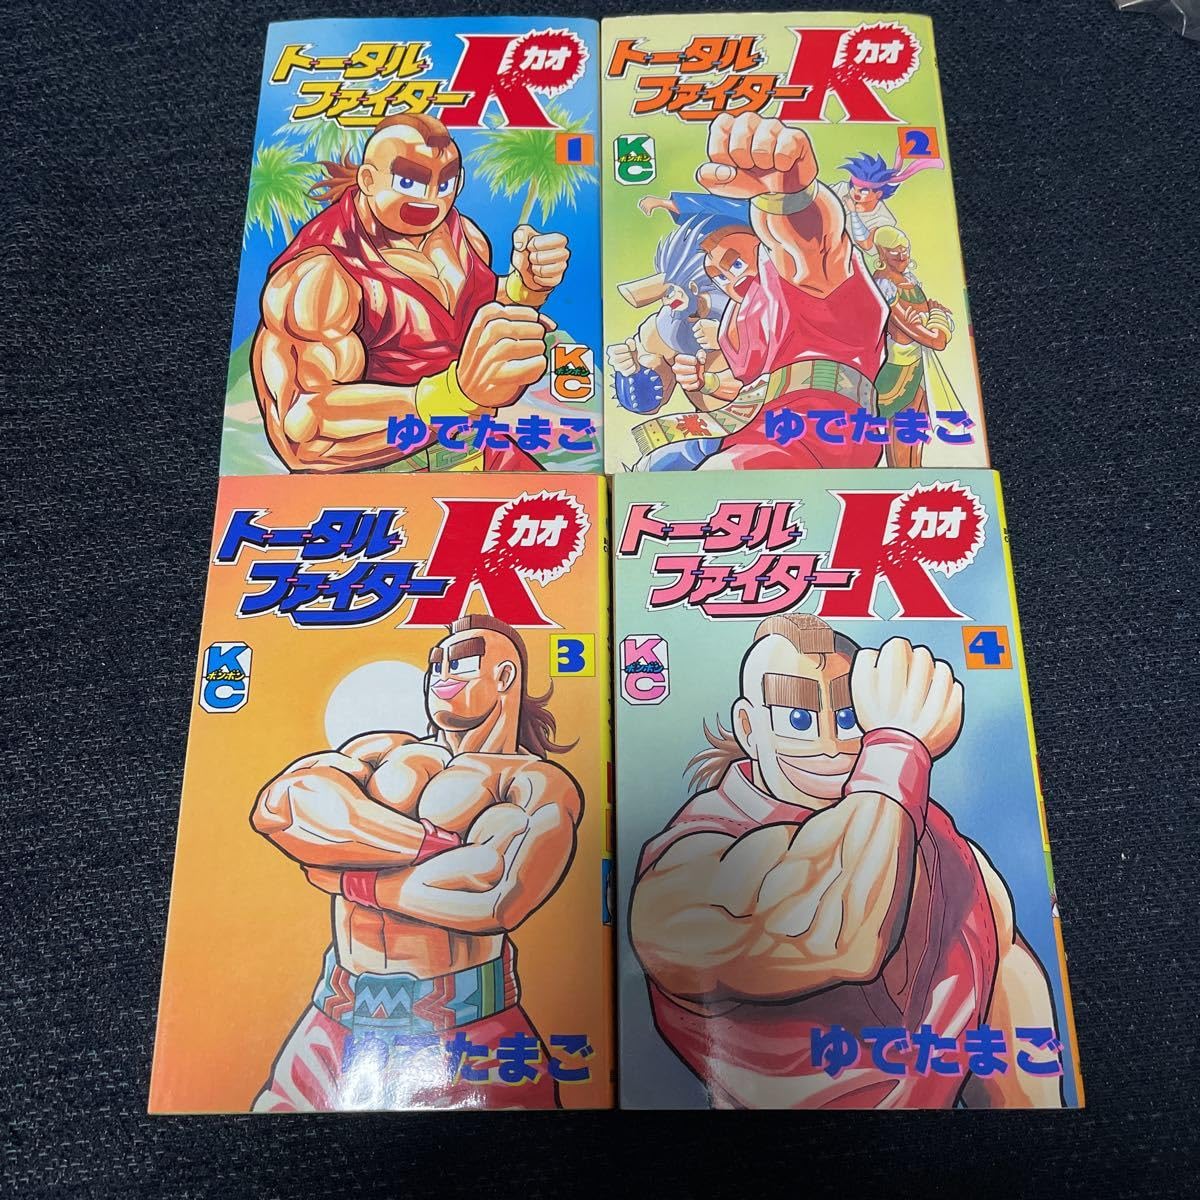 トータル
ファイターK
カオ
1
KC
ボンボン
ゆでたまご
トータル
ファイターK
カオ
2
KC
ボンボン
ゆでたまご
トータル
ファイターK
カオ
3
KC
ボンボン
ゆでたまご
トータル
ファイターK
カオ
4
KC
ボンボン
ゆでたまご